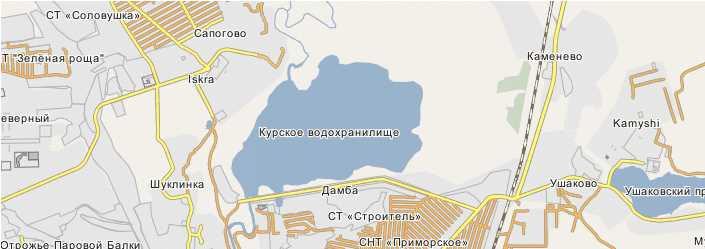 СТ «Соловушка»
Сапогово
Т "Зеленая роща"
Iskra
Каменево
еверный
Курское водохранилище
Kamyshi
Шуклинка
Дамба
Ушаково
Ушаковский пр
СТ «Строитель»
Отрожье Паровой Балки
СНТ «Приморское»